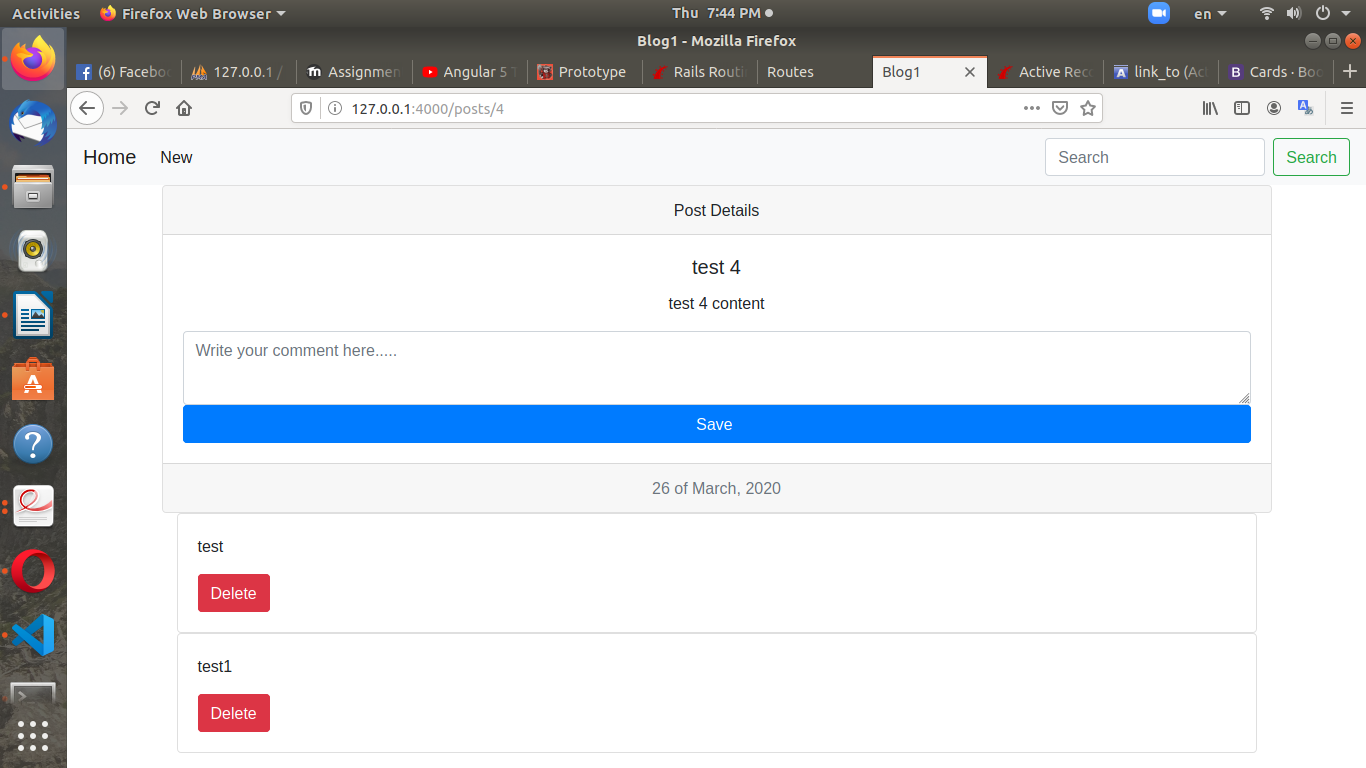 Activities Firefox Web Browser Thu 7:44 PM en
Blog1 - Mozilla Firefox
(6) Facebo 127.0.0.1 / Assignmen Angular 5 T Prototype Rails Routi Routes Blog1 Active Reco link_to (Act Cards · Boo
127.0.0.1:4000/posts/4
Home New Search Search
Post Details
test 4
test 4 content
Write your comment here.....
Save
26 of March, 2020
test
Delete
test1
Delete